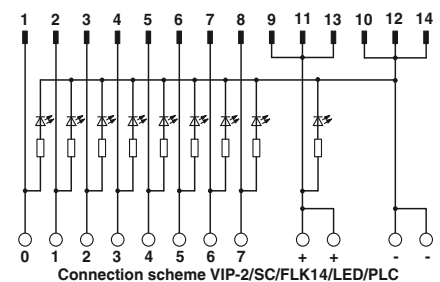 1 2 3 4 5 6 7 8 9 11 13 10 12 14
0 1 2 3 4 5 6 7 + + - -
Connection scheme VIP-2/SC/FLK14/LED/PLC